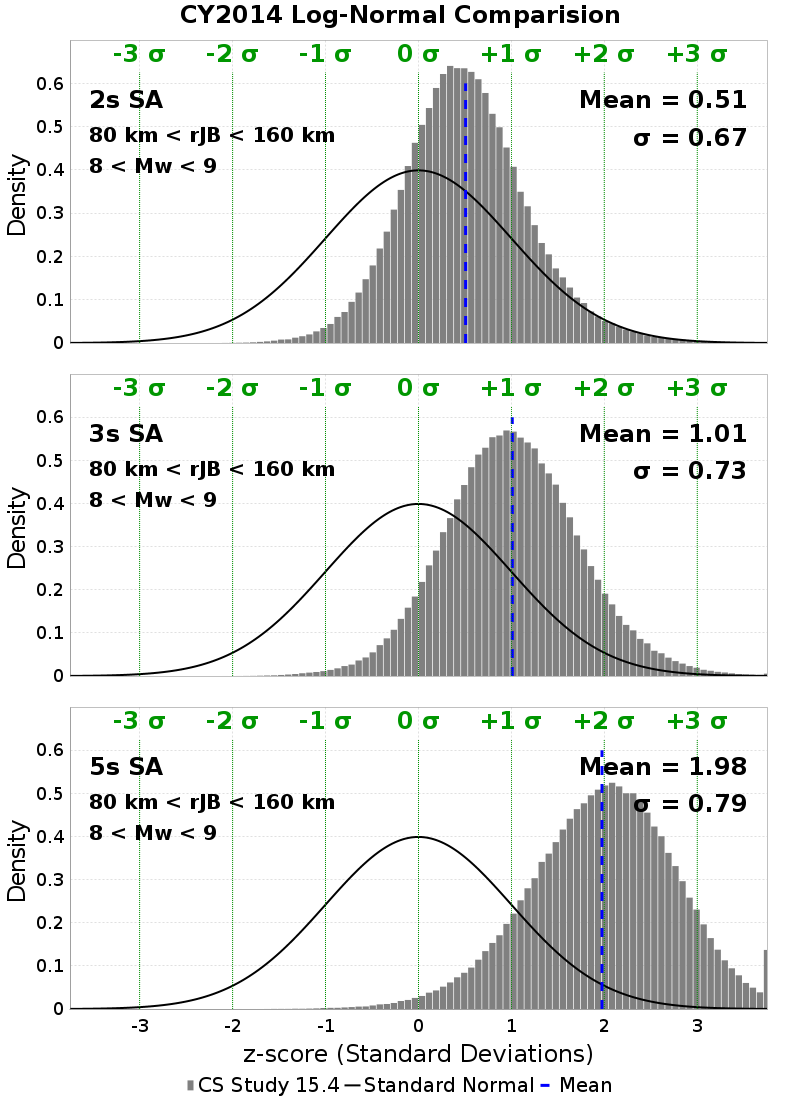 CY2014 Log-Normal Comparision
-3 σ -2 σ -1 σ 0 σ +1 σ +2 σ +3 σ
2s SA
80 km < rJB < 160 km
8 < Mw < 9
Mean = 0.51
σ = 0.67
0.6
0.5
0.4
0.3
0.2
0.1
0
Density
-3 σ -2 σ -1 σ 0 σ +1 σ +2 σ +3 σ
3s SA
80 km < rJB < 160 km
8 < Mw < 9
Mean = 1.01
σ = 0.73
0.6
0.5
0.4
0.3
0.2
0.1
0
Density
-3 σ -2 σ -1 σ 0 σ +1 σ +2 σ +3 σ
5s SA
80 km < rJB < 160 km
8 < Mw < 9
Mean = 1.98
σ = 0.79
0.6
0.5
0.4
0.3
0.2
0.1
0
Density
-3 -2 -1 0 1 2 3
z-score (Standard Deviations)
CS Study 15.4 Standard Normal Mean